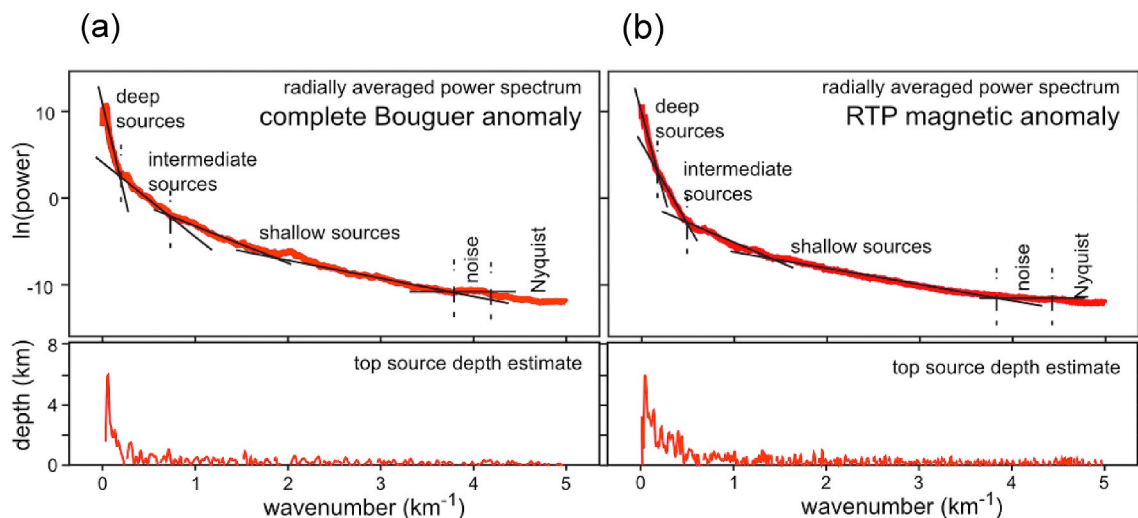 (a)
radially averaged power spectrum
complete Bouguer anomaly
deep
sources
intermediate
sources
shallow sources
noise
Nyquist
ln(power)
10
0
-10
top source depth estimate
depth (km)
8
4
0
0 1 2 3 4 5
wavenumber (km-1)
(b)
radially averaged power spectrum
RTP magnetic anomaly
deep
sources
intermediate
sources
shallow sources
noise
Nyquist
top source depth estimate
0 1 2 3 4 5
wavenumber (km-1)